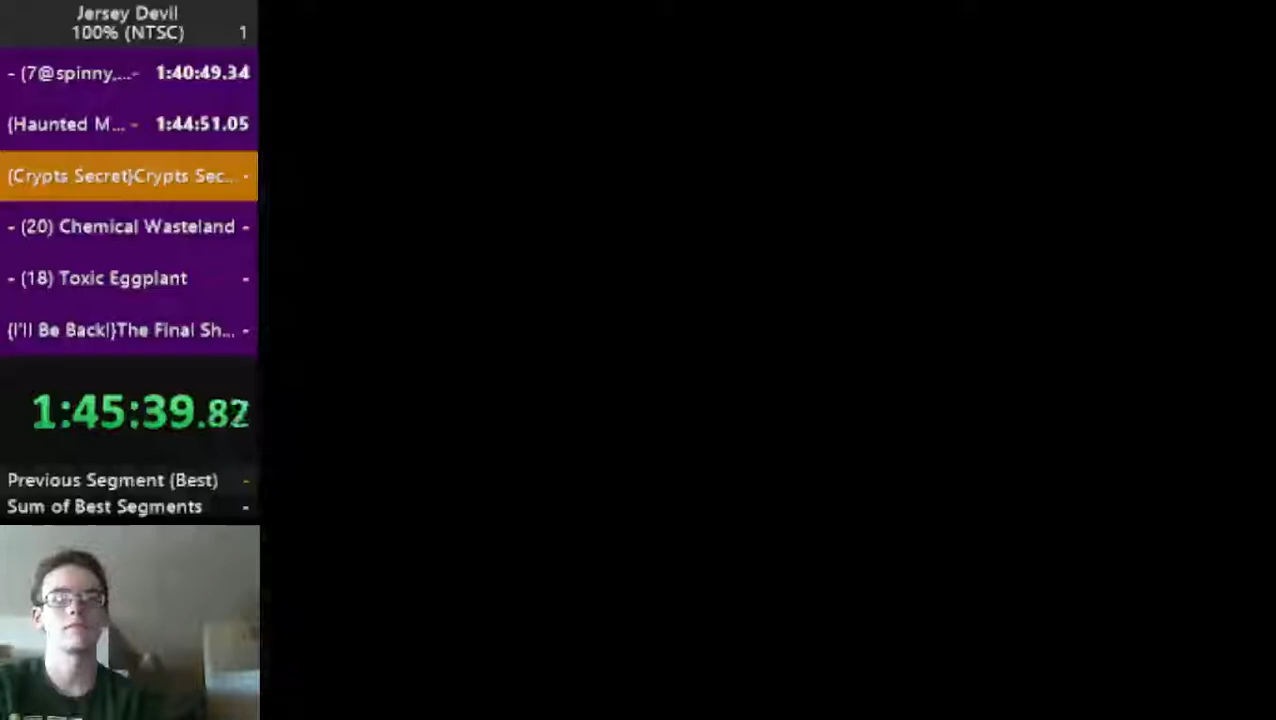 Jersey Devil
100% (NTSC) 1
- (7@spinny,...- 1:40:49.34
(Haunted M... - 1:44:51.05
{Crypts Secret}Crypts Sec... -
- (20) Chemical Wasteland -
- (18) Toxic Eggplant -
{I'll Be Back!}The Final Sh... -
1:45:39.82
Previous Segment (Best) -
Sum of Best Segments -